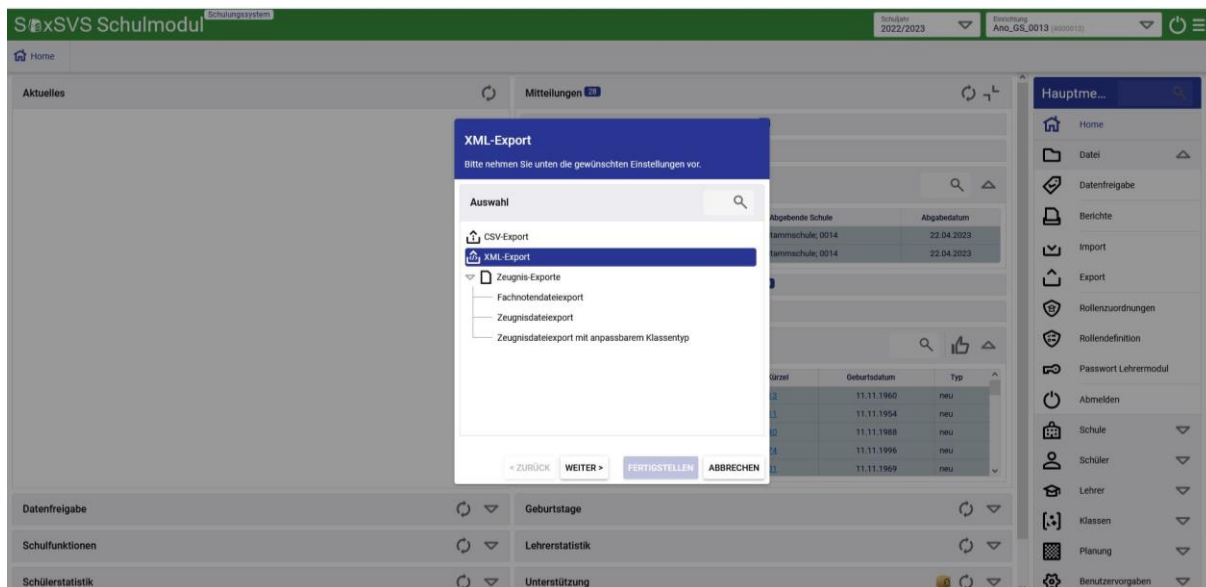 SaxSVS Schulmodul
Schulungssystem
Schuljahr
2022/2023
Einrichtung
Ano_GS_0013 (4000013)
Home
Aktuelles
Mitteilungen 28
XML-Export
Bitte nehmen Sie unten die gewünschten Einstellungen vor.
Auswahl
CSV-Export
XML-Export
Zeugnis-Exporte
Fachnotendateiexport
Zeugnisdateiexport
Zeugnisdateiexport mit anpassbarem Klassentyp
< ZURÜCK
WEITER >
FERTIGSTELLEN
ABBRECHEN
Abgebende Schule Abgabedatum
tammschule; 0014 22.04.2023
tammschule; 0014 22.04.2023
Kürzel Geburtsdatum Typ
11.11.1960 neu
11.11.1954 neu
11.11.1988 neu
11.11.1996 neu
11.11.1969 neu
Datenfreigabe
Geburtstage
Schulfunktionen
Lehrerstatistik
Schülerstatistik
Unterstützung 0
Hauptme...
Home
Datei
Datenfreigabe
Berichte
Import
Export
Rollenzuordnungen
Rollendefinition
Passwort Lehrermodul
Abmelden
Schule
Schüler
Lehrer
Klassen
Planung
Benutzervorgaben